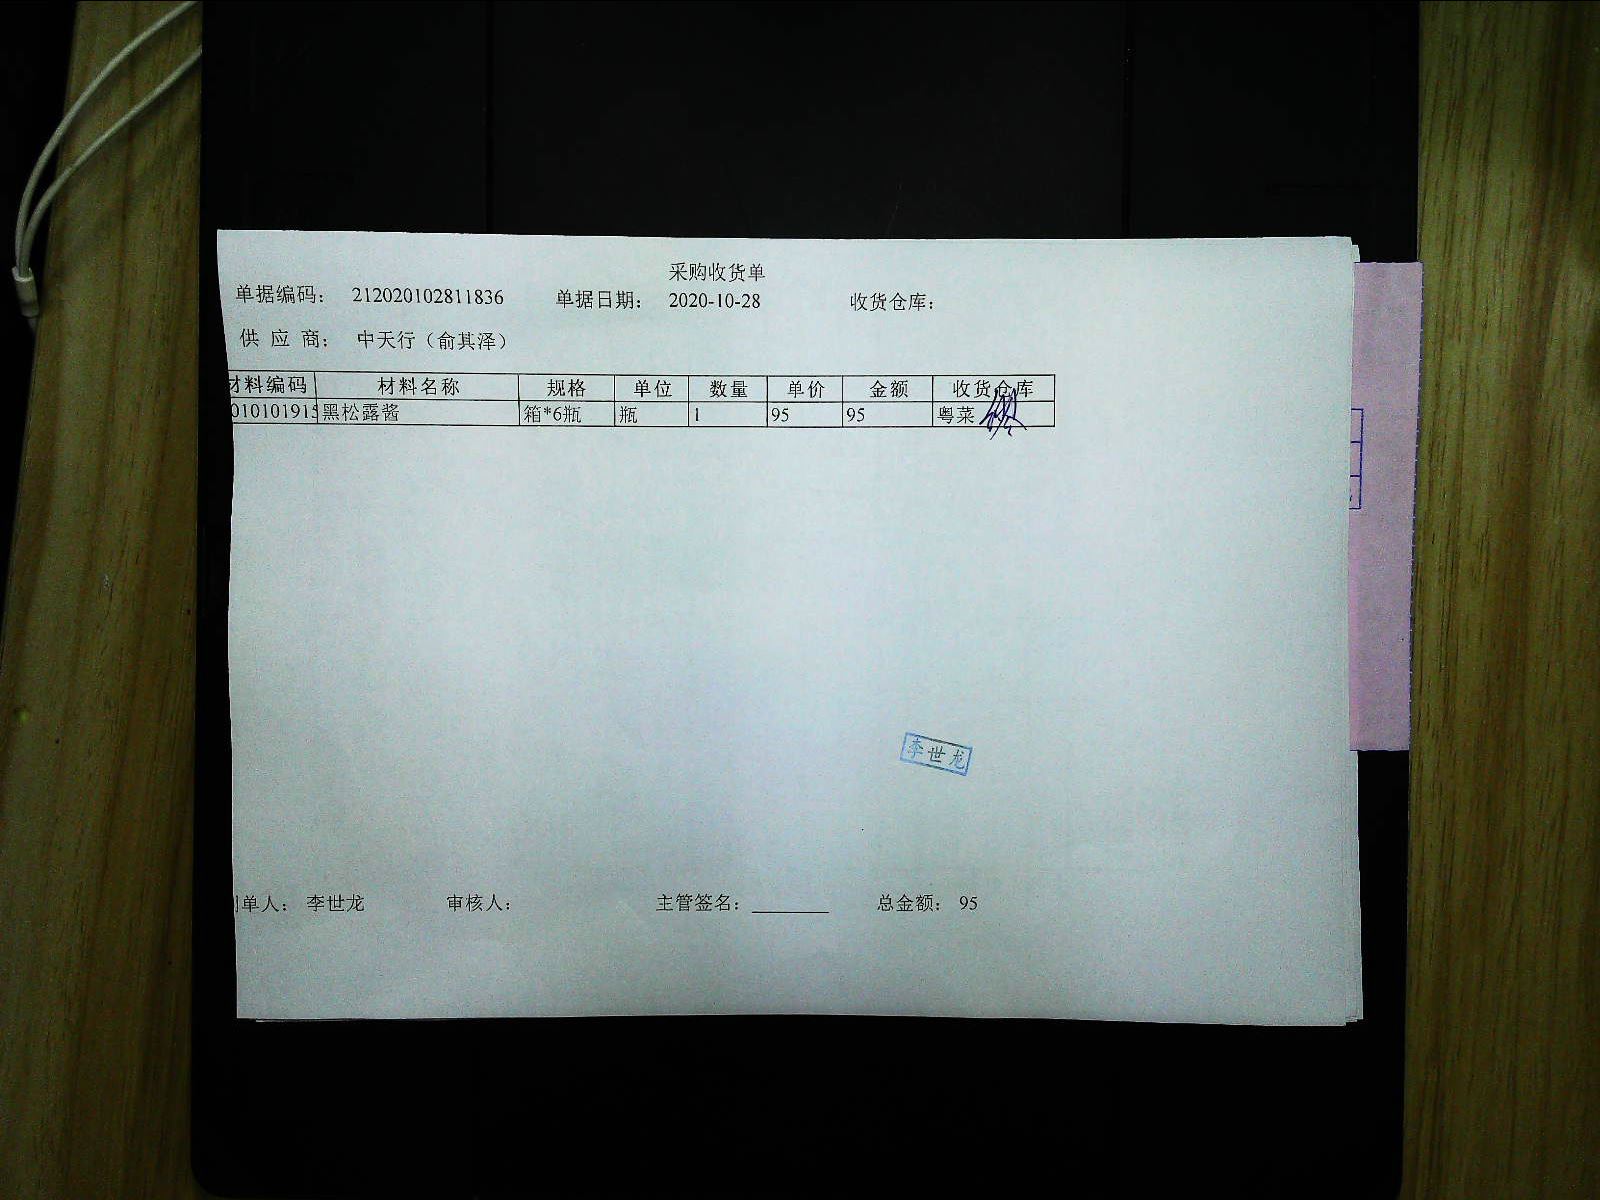 采购收货单
单据编码： 212020102811836 单据日期： 2020-10-28 收货仓库：
供 应 商： 中天行（俞其泽）
材料编码 材料名称 规格 单位 数量 单价 金额 收货仓库
010101915 黑松露酱 箱*6瓶 瓶 1 95 95 粤菜
李世龙
制单人： 李世龙 审核人： 主管签名： ________ 总金额： 95